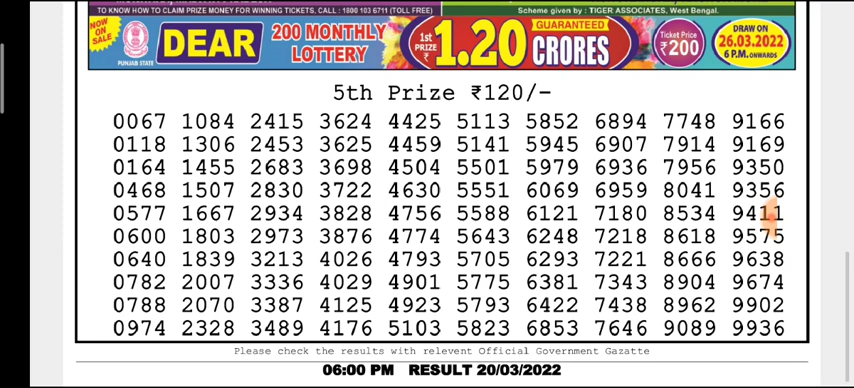 TO KNOW HOW TO CLAIM PRIZE MONEY FOR WINNING TICKETS, CALL : 1800 103 6711 (TOLL FREE) Scheme given by : TIGER ASSOCIATES, West Bengal.
NOW ON SALE
PUNJAB STATE
DEAR
200 MONTHLY
LOTTERY
1st
PRIZE
₹
1.20
GUARANTEED
CRORES
Ticket Price
₹200
DRAW ON
26.03.2022
6 P.M. ONWARDS
5th Prize ₹120/-
0067 1084 2415 3624 4425 5113 5852 6894 7748 9166
0118 1306 2453 3625 4459 5141 5945 6907 7914 9169
0164 1455 2683 3698 4504 5501 5979 6936 7956 9350
0468 1507 2830 3722 4630 5551 6069 6959 8041 9356
0577 1667 2934 3828 4756 5588 6121 7180 8534 9411
0600 1803 2973 3876 4774 5643 6248 7218 8618 9575
0640 1839 3213 4026 4793 5705 6293 7221 8666 9638
0782 2007 3336 4029 4901 5775 6381 7343 8904 9674
0788 2070 3387 4125 4923 5793 6422 7438 8962 9902
0974 2328 3489 4176 5103 5823 6853 7646 9089 9936
Please check the results with relevent Official Government Gazatte
06:00 PM RESULT 20/03/2022